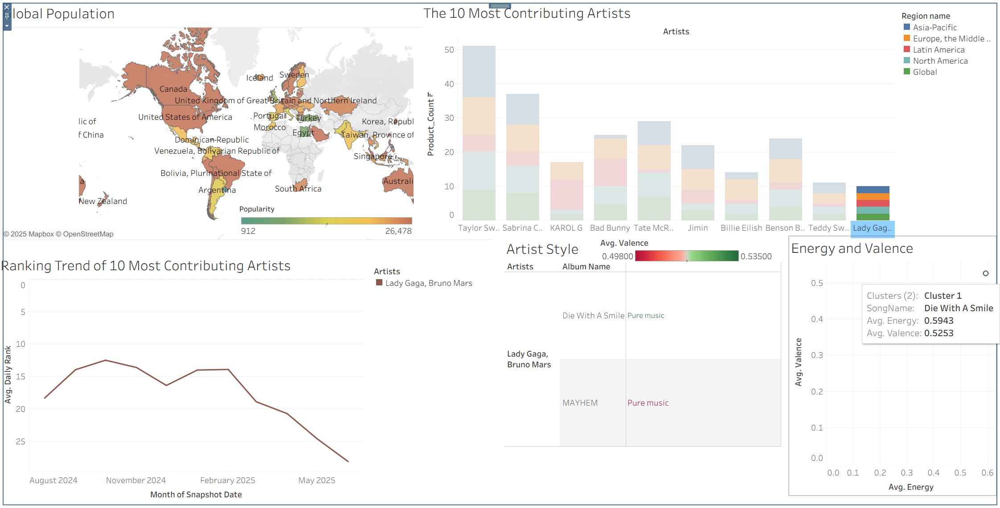 lobal Population
Canada
United States of America
Iceland
Sweden
United Kingdom of Great Britain and Northern Ireland
Portugal
Turkey
Morocco
Egypt
Korea, Republ
Taiwan, Province of
lic of
f China
Dominican-Republic
Venezuela, Bolivarian Republic of
Singapore
Bolivia, Plurinational State of
Argentina
South Africa
Australi
a
New Zealand
Popularity
912
26,478
© 2025 Mapbox © OpenStreetMap
The 10 Most Contributing Artists
Artists
Product_Count
50
40
30
20
10
0
Taylor Sw..
Sabrina C..
KAROL G
Bad Bunny
Tate McR..
Jimin
Billie Eilish
Benson B..
Teddy Sw..
Lady Gag..
Region name
Asia-Pacific
Europe, the Middle ..
Latin America
North America
Global
Ranking Trend of 10 Most Contributing Artists
Avg. Daily Rank
0
5
10
15
20
25
August 2024
November 2024
February 2025
May 2025
Month of Snapshot Date
Artists
Lady Gaga, Bruno Mars
Artist Style
Avg. Valence
0.49800
0.53500
Artists
Album Name
Lady Gaga,
Bruno Mars
Die With A Smile
Pure music
MAYHEM
Pure music
Energy and Valence
Avg. Valence
0.5
0.4
0.3
0.2
0.1
0.0
Clusters (2): Cluster 1
SongName: Die With A Smile
Avg. Energy: 0.5943
Avg. Valence: 0.5253
0.0
0.1
0.2
0.3
0.4
0.5
0.6
Avg. Energy